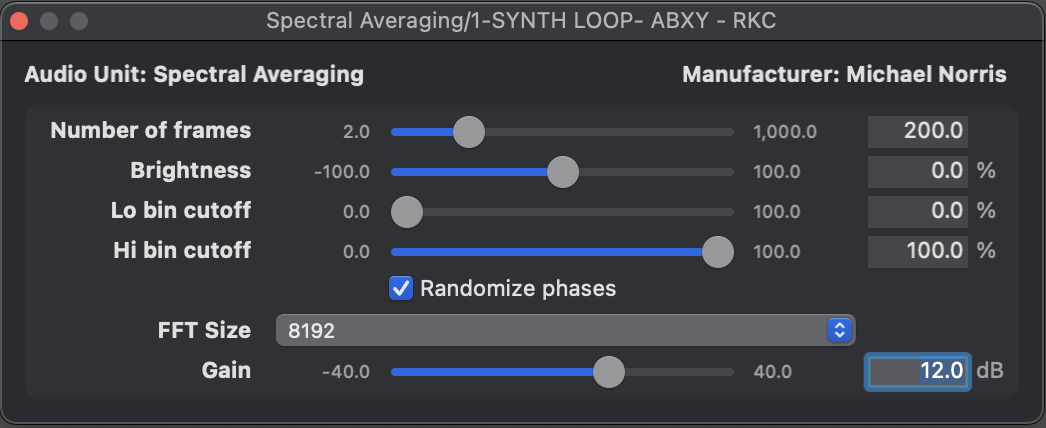 Spectral Averaging/1-SYNTH LOOP- ABXY - RKC
Audio Unit: Spectral Averaging Manufacturer: Michael Norris
Number of frames 2.0 1,000.0 200.0
Brightness -100.0 100.0 0.0 %
Lo bin cutoff 0.0 100.0 0.0 %
Hi bin cutoff 0.0 100.0 100.0 %
Randomize phases
FFT Size 8192
Gain -40.0 40.0 12.0 dB